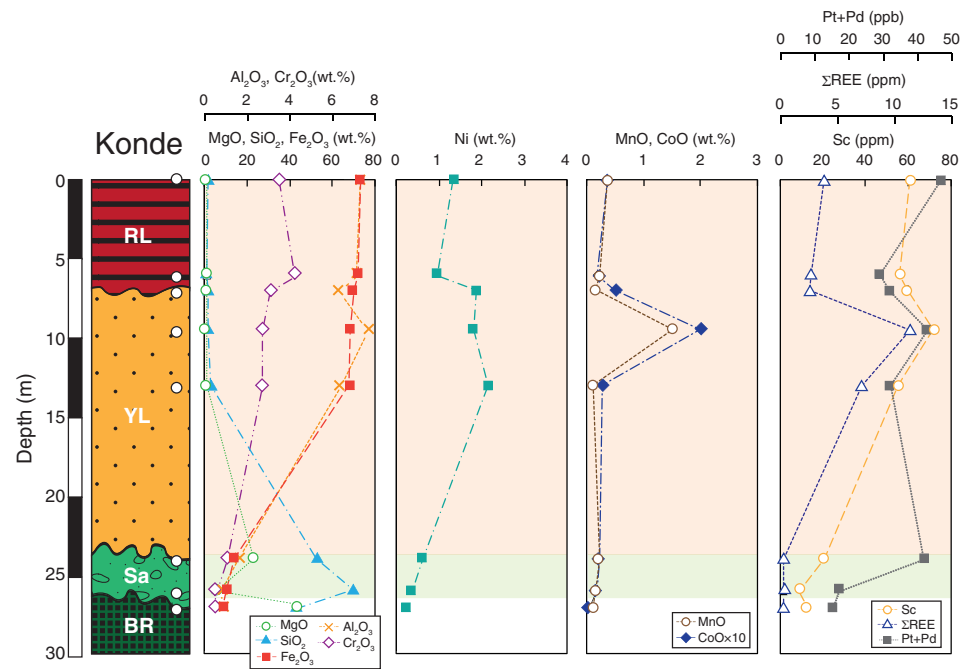 Pt+Pd (ppb)
0 10 20 30 40 50
Al₂O₃, Cr₂O₃(wt.%)
0 2 4 6 8
ΣREE (ppm)
0 5 10 15
Konde
MgO, SiO₂, Fe₂O₃ (wt.%)
0 20 40 60 80
Ni (wt.%)
0 1 2 3 4
MnO, CoO (wt.%)
0 1 2 3
Sc (ppm)
0 20 40 60 80
Depth (m)
0
5
10
15
20
25
30
RL
YL
Sa
BR
MgO
SiO₂
Fe₂O₃
Al₂O₃
Cr₂O₃
MnO
CoO×10
Sc
ΣREE
Pt+Pd